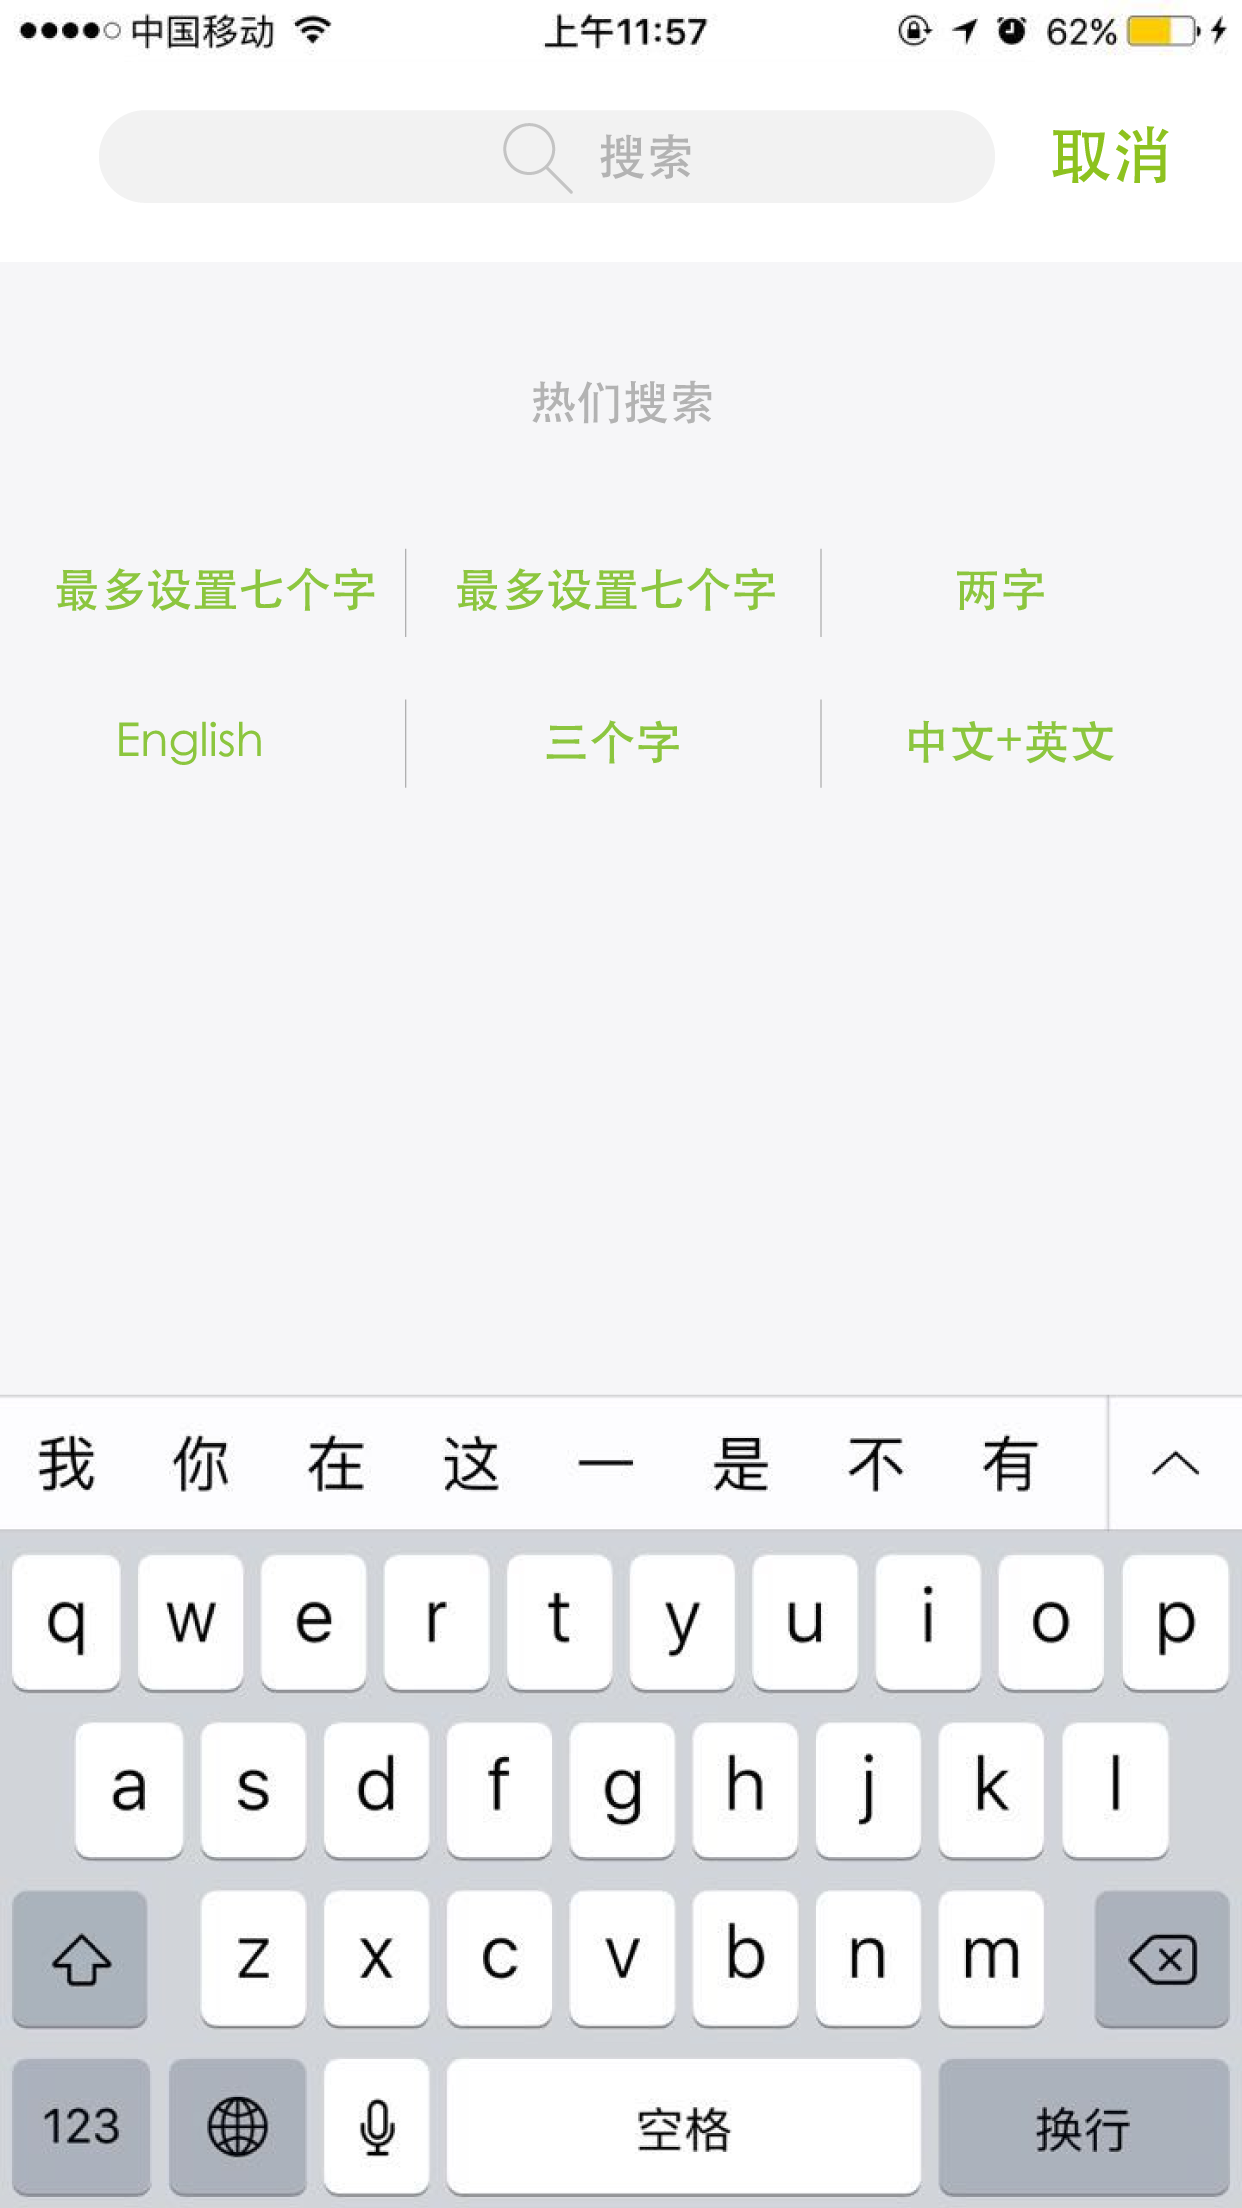 中国移动 上午11:57 62%
搜索 取消
热们搜索
最多设置七个字 最多设置七个字 两字
English 三个字 中文+英文
我 你 在 这 一 是 不 有
q w e r t y u i o p
a s d f g h j k l
z x c v b n m
123 空格 换行